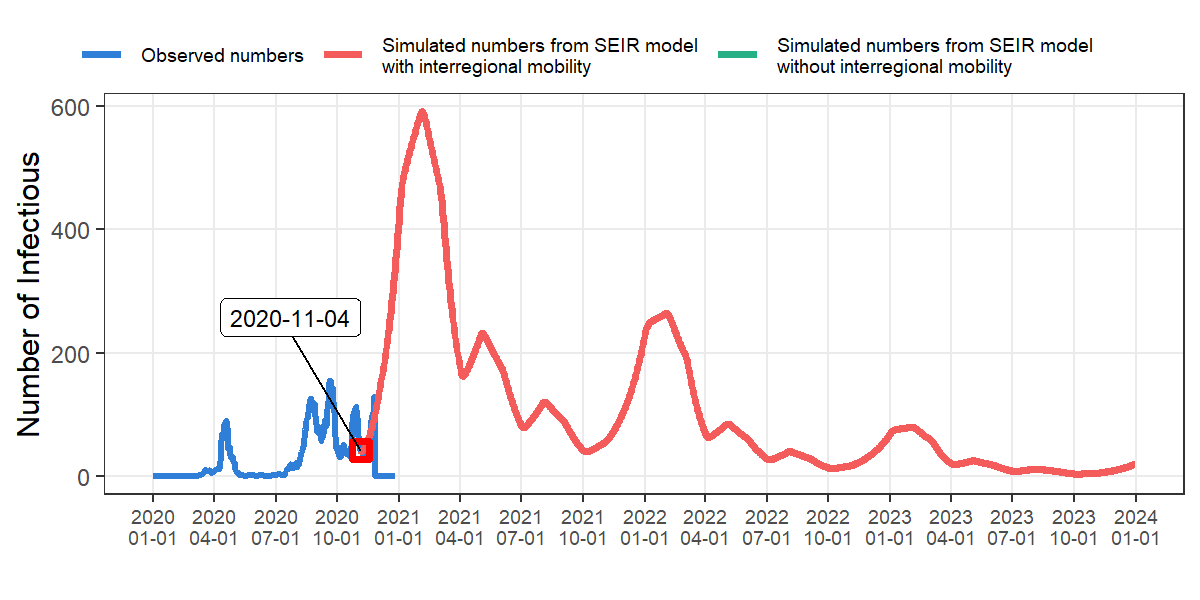 Observed numbers
Simulated numbers from SEIR model
with interregional mobility
Simulated numbers from SEIR model
without interregional mobility
Number of Infectious
600
400
200
0
2020-11-04
2020 2020 2020 2020 2021 2021 2021 2021 2022 2022 2022 2022 2023 2023 2023 2023 2024
01-01 04-01 07-01 10-01 01-01 04-01 07-01 10-01 01-01 04-01 07-01 10-01 01-01 04-01 07-01 10-01 01-01